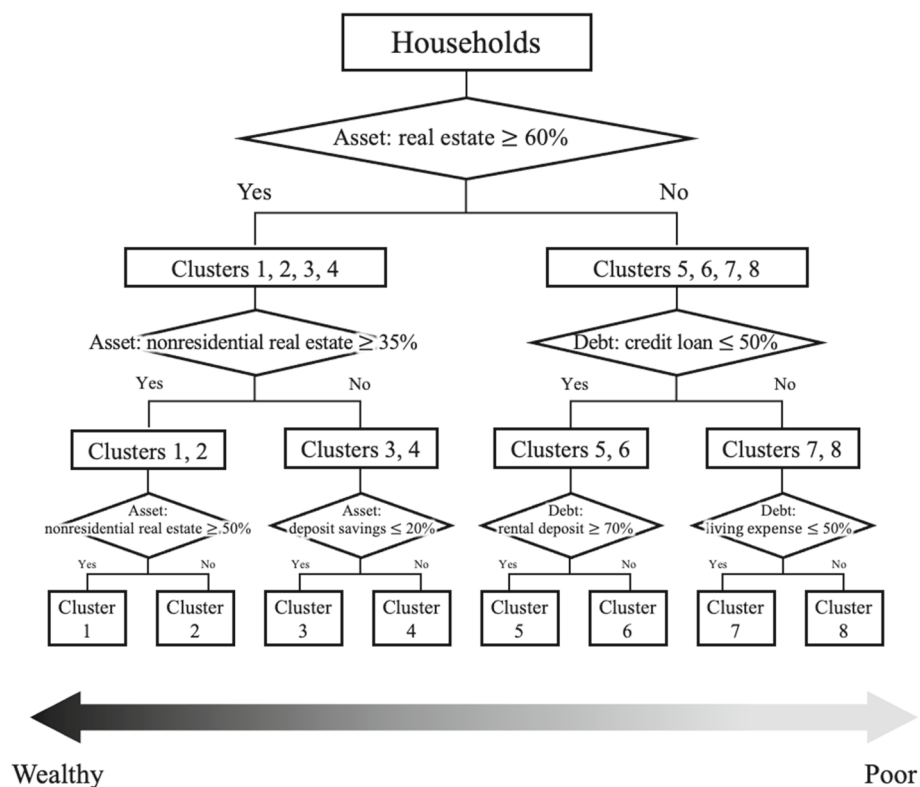 Households
Asset: real estate ≥ 60%
Yes
No
Clusters 1, 2, 3, 4
Clusters 5, 6, 7, 8
Asset: nonresidential real estate ≥ 35%
Debt: credit loan ≤ 50%
Yes
No
Yes
No
Clusters 1, 2
Clusters 3, 4
Clusters 5, 6
Clusters 7, 8
Asset:
nonresidential real estate ≥ 50%
Asset:
deposit savings ≤ 20%
Debt:
rental deposit ≥ 70%
Debt:
living expense ≤ 50%
Yes
No
Yes
No
Yes
No
Yes
No
Cluster
1
Cluster
2
Cluster
3
Cluster
4
Cluster
5
Cluster
6
Cluster
7
Cluster
8
Wealthy
Poor